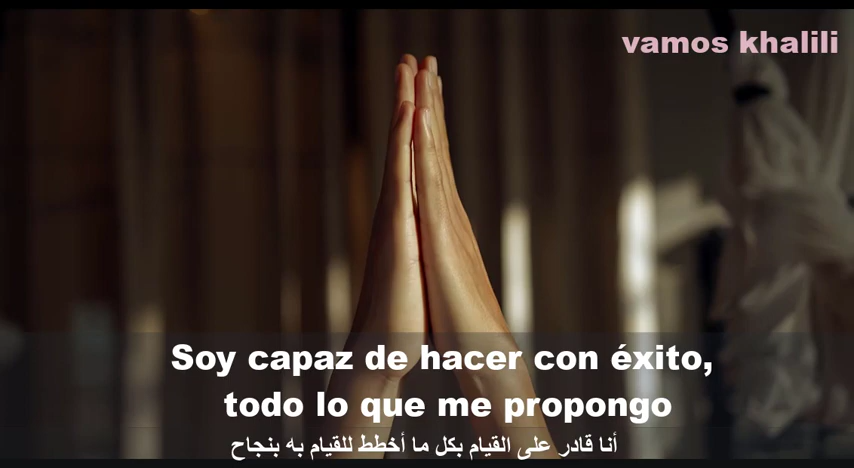 vamos khalili
Soy capaz de hacer con éxito,
todo lo que me propongo
أنا قادر على القيام بكل ما أخطط للقيام به بنجاح